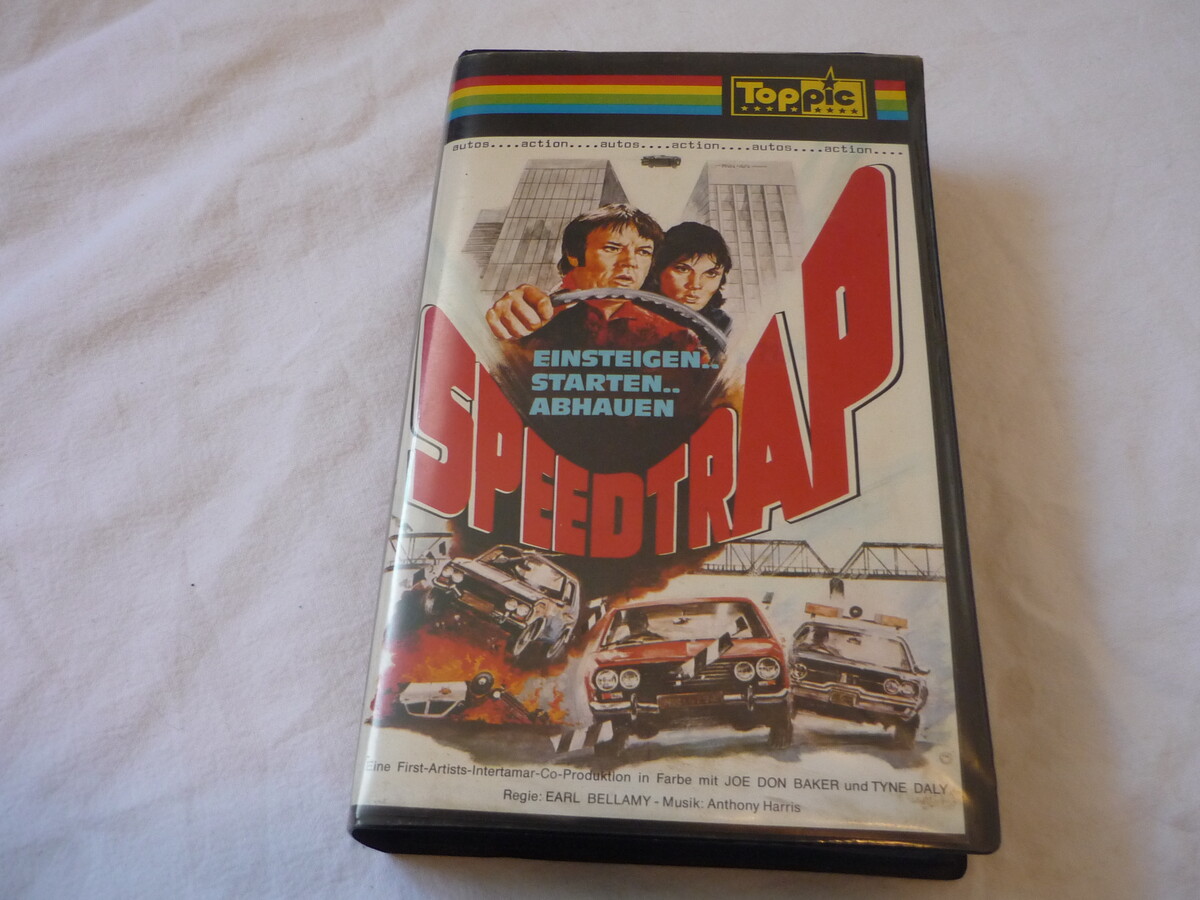 Toppic
autos....action....autos....action....autos....action....
EINSTEIGEN..
STARTEN..
ABHAUEN
SPEEDTRAP
Eine First-Artists-Intertamar-Co-Produktion in Farbe mit JOE DON BAKER und TYNE DALY
Regie: EARL BELLAMY - Musik: Anthony Harris